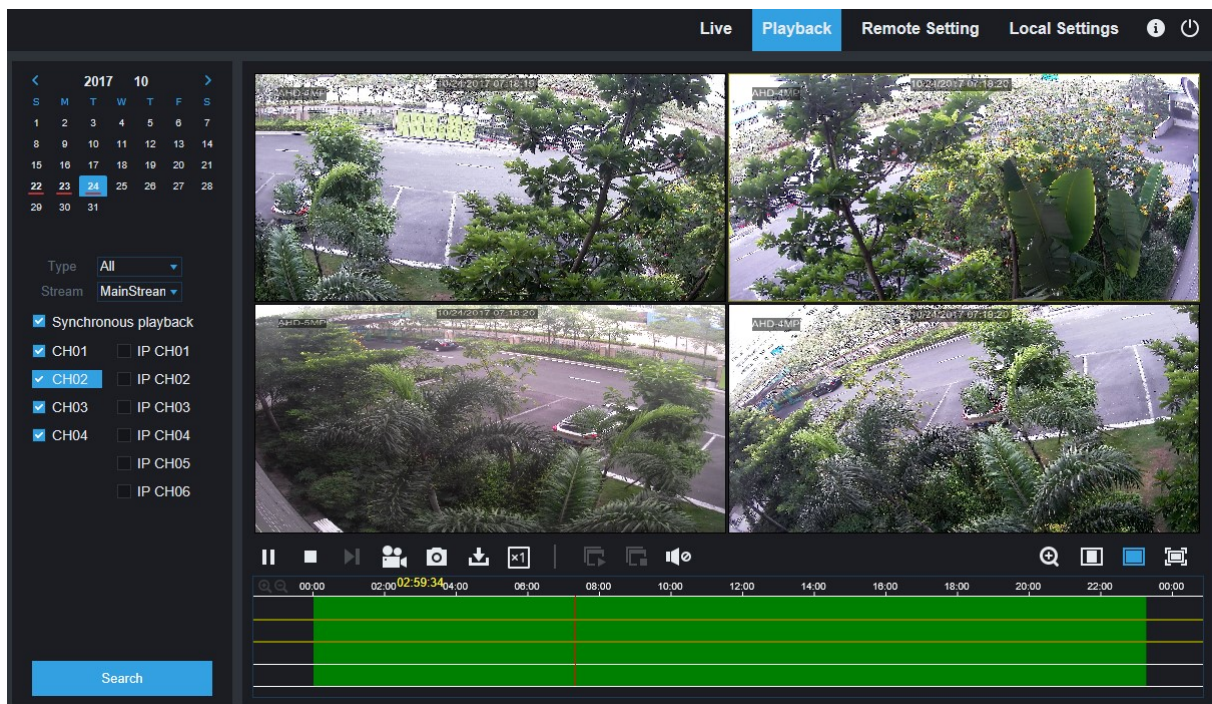 Live Playback Remote Setting Local Settings
2017 10
S M T W T F S
1 2 3 4 5 6 7
8 9 10 11 12 13 14
15 16 17 18 19 20 21
22 23 24 25 26 27 28
29 30 31
Type All
Stream MainStrean
Synchronous playback
CH01 IP CH01
CH02 IP CH02
CH03 IP CH03
CH04 IP CH04
IP CH05
IP CH06
Search
AHD-4MP 10/24/2017 07:18:19
AHD-4MP 10/24/2017 07:18:20
AHD-5MP 10/24/2017 07:18:20
AHD-4MP 10/24/2017 07:18:20
×1
00:00 02:00 02:59:34 04:00 06:00 08:00 10:00 12:00 14:00 16:00 18:00 20:00 22:00 00:00